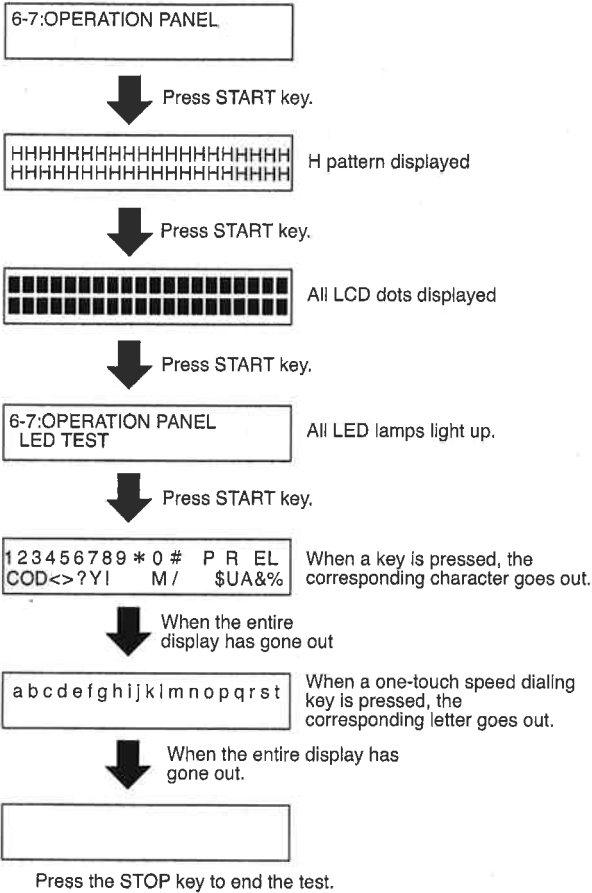 6-7:OPERATION PANEL
Press START key.
HHHHHHHHHHHHHHHHHHHH
HHHHHHHHHHHHHHHHHHHH
H pattern displayed
Press START key.
All LCD dots displayed
Press START key.
6-7:OPERATION PANEL
LED TEST
All LED lamps light up.
Press START key.
123456789*0# P R EL
COD<>?Y! M/ $UA&%
When a key is pressed, the
corresponding character goes out.
When the entire
display has gone out
abcdefghijklmnopqrst
When a one-touch speed dialing
key is pressed, the
corresponding letter goes out.
When the entire display has
gone out.
Press the STOP key to end the test.